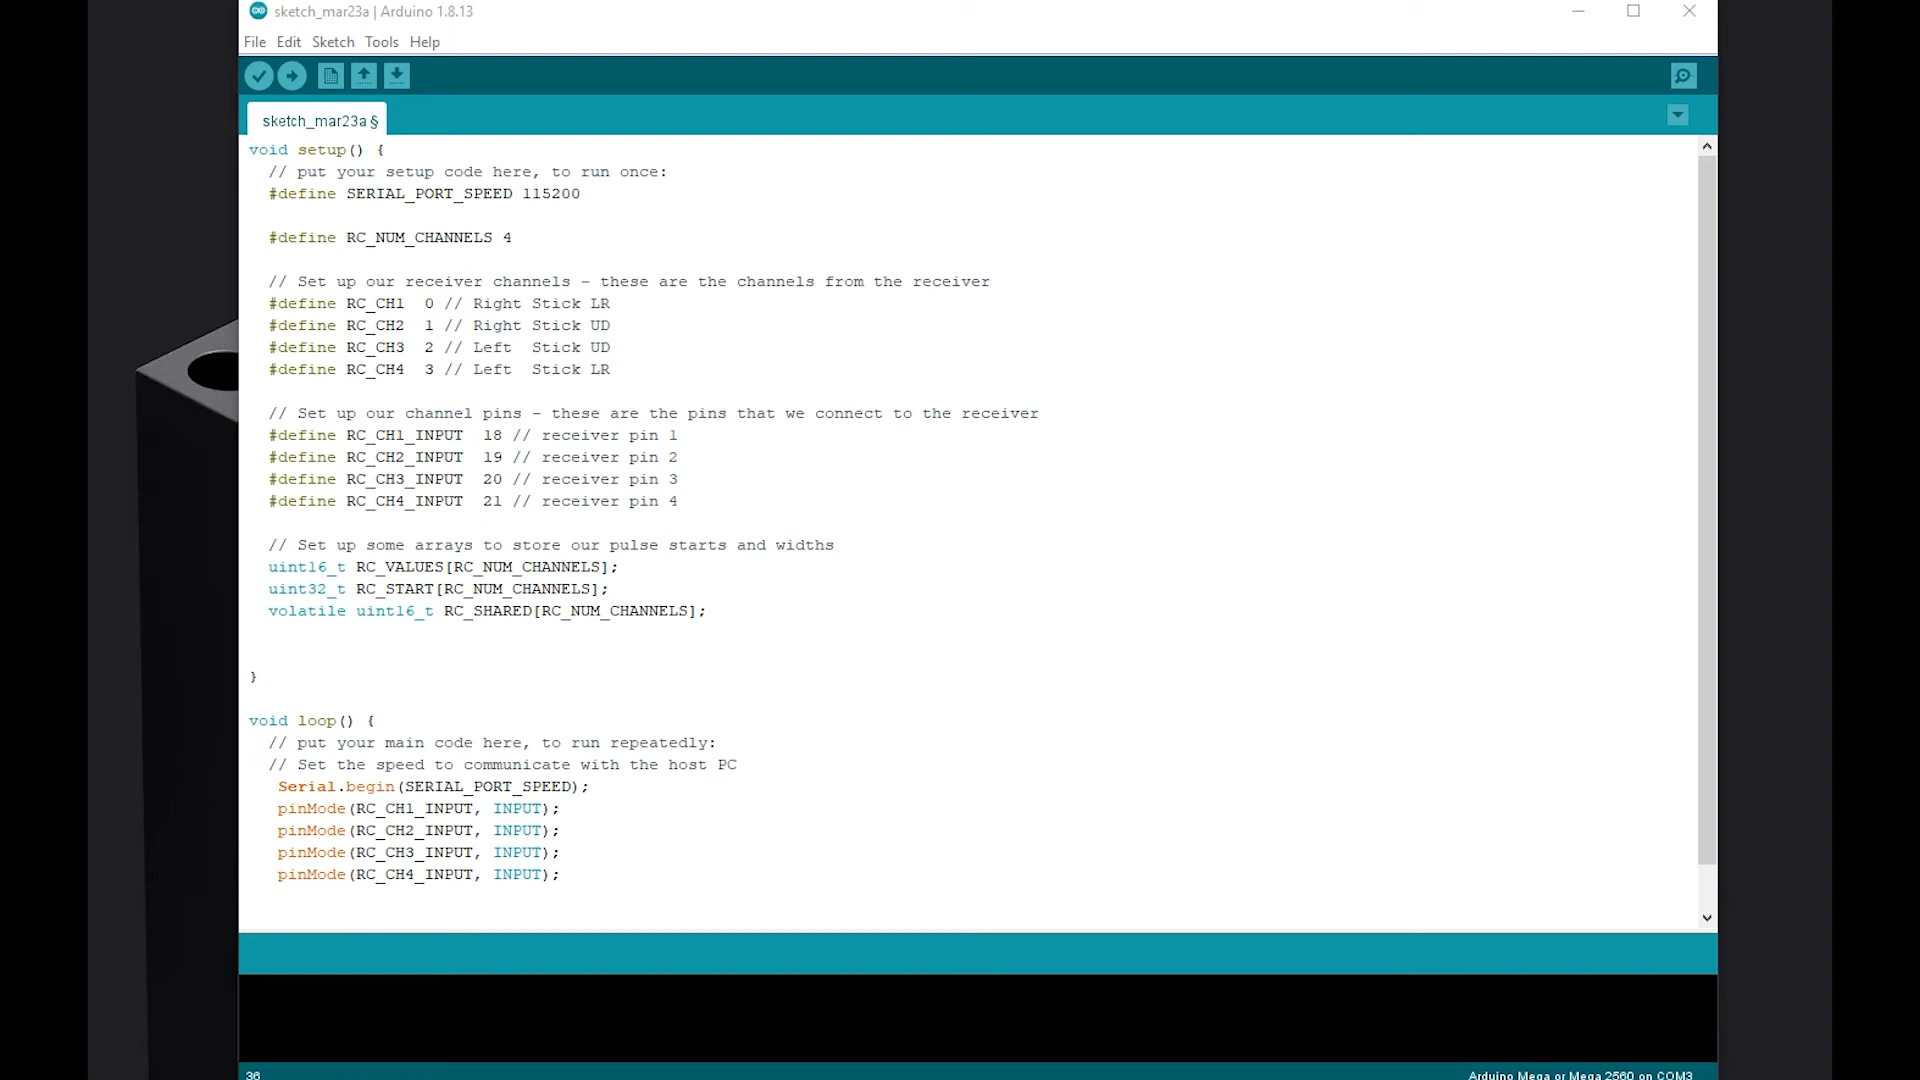 sketch_mar23a | Arduino 1.8.13
File Edit Sketch Tools Help
sketch_mar23a §
void setup() {
// put your setup code here, to run once:
#define SERIAL_PORT_SPEED 115200
#define RC_NUM_CHANNELS 4
// Set up our receiver channels - these are the channels from the receiver
#define RC_CH1 0 // Right Stick LR
#define RC_CH2 1 // Right Stick UD
#define RC_CH3 2 // Left Stick UD
#define RC_CH4 3 // Left Stick LR
// Set up our channel pins - these are the pins that we connect to the receiver
#define RC_CH1_INPUT 18 // receiver pin 1
#define RC_CH2_INPUT 19 // receiver pin 2
#define RC_CH3_INPUT 20 // receiver pin 3
#define RC_CH4_INPUT 21 // receiver pin 4
// Set up some arrays to store our pulse starts and widths
uint16_t RC_VALUES[RC_NUM_CHANNELS];
uint32_t RC_START[RC_NUM_CHANNELS];
volatile uint16_t RC_SHARED[RC_NUM_CHANNELS];
}
void loop() {
// put your main code here, to run repeatedly:
// Set the speed to communicate with the host PC
Serial.begin(SERIAL_PORT_SPEED);
pinMode(RC_CH1_INPUT, INPUT);
pinMode(RC_CH2_INPUT, INPUT);
pinMode(RC_CH3_INPUT, INPUT);
pinMode(RC_CH4_INPUT, INPUT);
36 Arduino Mega or Mega 2560 on COM3